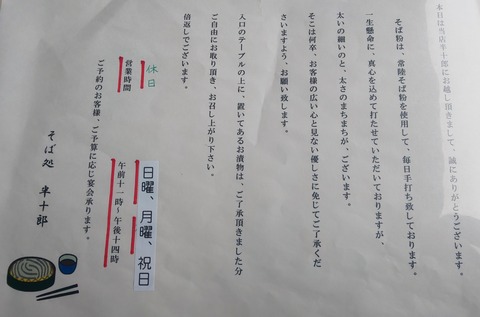 本日は当店半十郎にお越し頂きまして、誠にありがとうございます。
そば粉は、常陸そば粉を使用して、毎日手打ち致しております。
一生懸命に、真心を込めて打たせていただいておりますが、
太いの細いのと、太さのまちまちが、ございます。
そこは何卒、お客様の広い心と見ない優しさに免じてご了承くだ
さいますよう、お願い致します。
入口のテーブルの上に、置いてあるお漬物は、ご了承頂きました分
ご自由にお取り頂き、お召し上がり下さい。
倍返しでございます。
休日 日曜、月曜、祝日
営業時間 午前十一時~午後十四時
ご予約のお客様、ご予算に応じ宴会承ります。
そば処 半十郎